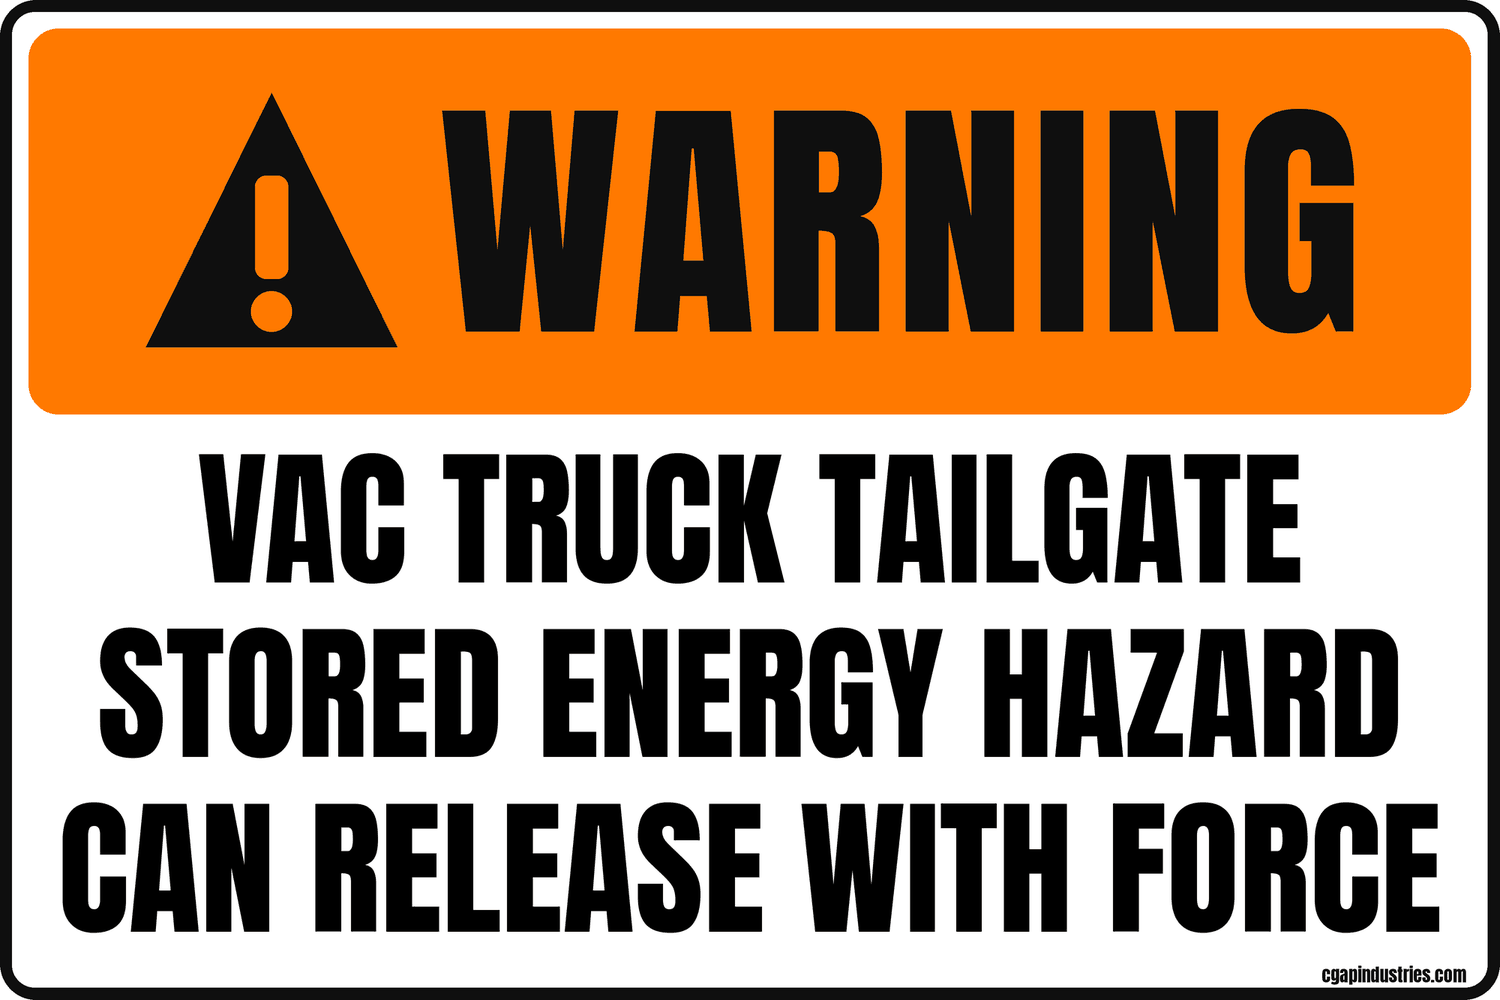 WARNING
VAC TRUCK TAILGATE
STORED ENERGY HAZARD
CAN RELEASE WITH FORCE
cgapindustries.com